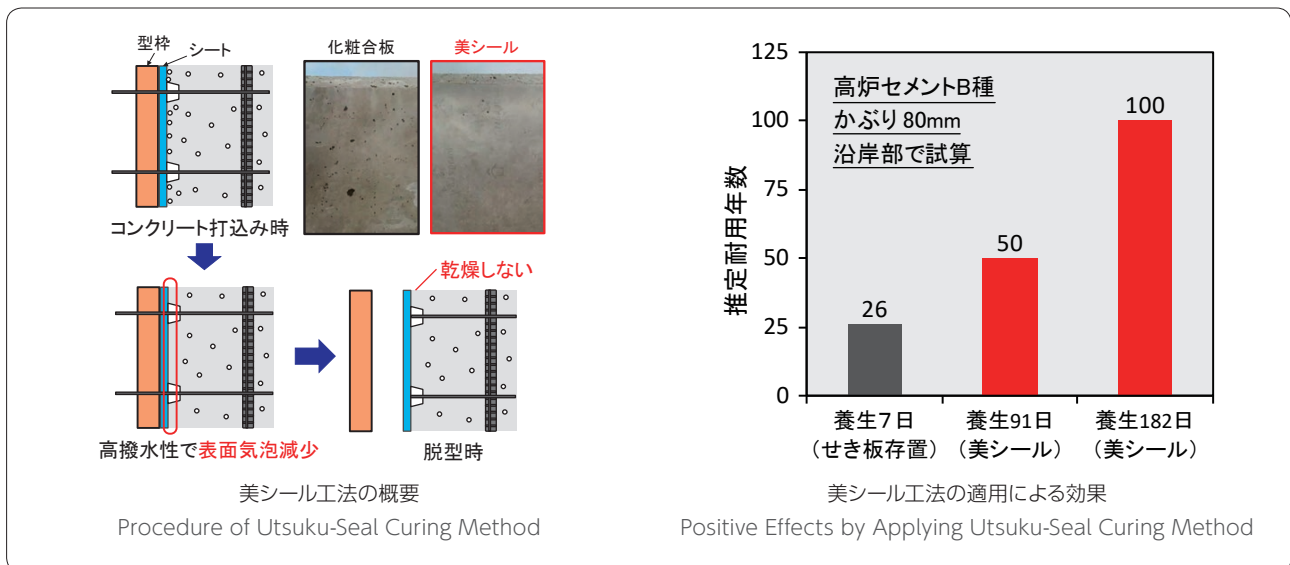 型枠
シート
化粧合板
美シール
コンクリート打込み時
乾燥しない
高撥水性で表面気泡減少
脱型時
美シール工法の概要
Procedure of Utsuku-Seal Curing Method
推定耐用年数
125
100
75
50
25
0
高炉セメントB種
かぶり 80mm
沿岸部で試算
26
50
100
養生7日
(せき板存置)
養生91日
(美シール)
養生182日
(美シール)
美シール工法の適用による効果
Positive Effects by Applying Utsuku-Seal Curing Method